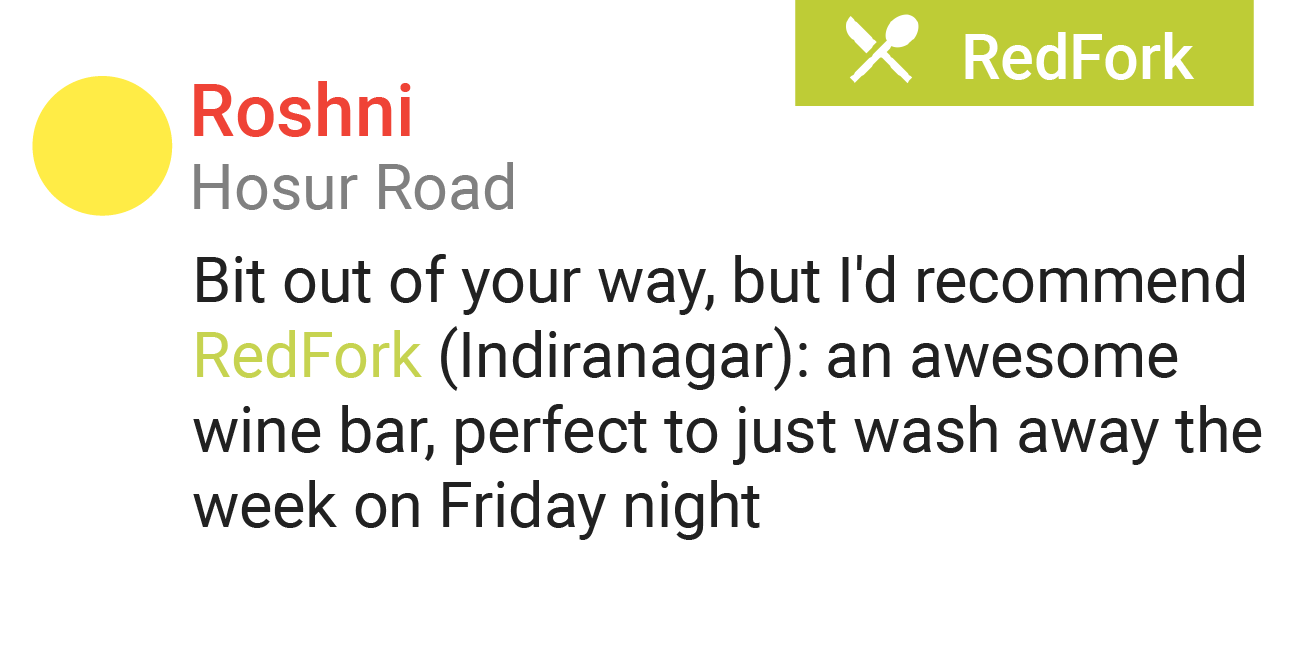 RedFork
Roshni
Hosur Road
Bit out of your way, but I'd recommend
RedFork (Indiranagar): an awesome
wine bar, perfect to just wash away the
week on Friday night